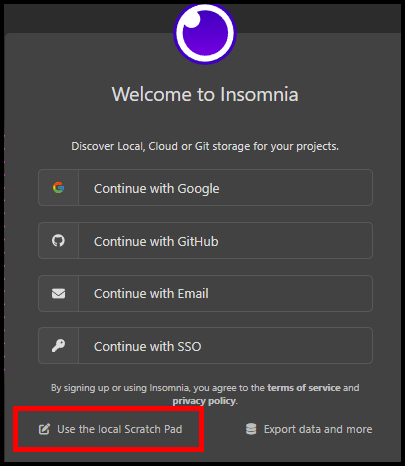 Welcome to Insomnia
Discover Local, Cloud or Git storage for your projects.
Continue with Google
Continue with GitHub
Continue with Email
Continue with SSO
By signing up or using Insomnia, you agree to the terms of service and
privacy policy.
Use the local Scratch Pad
Export data and more